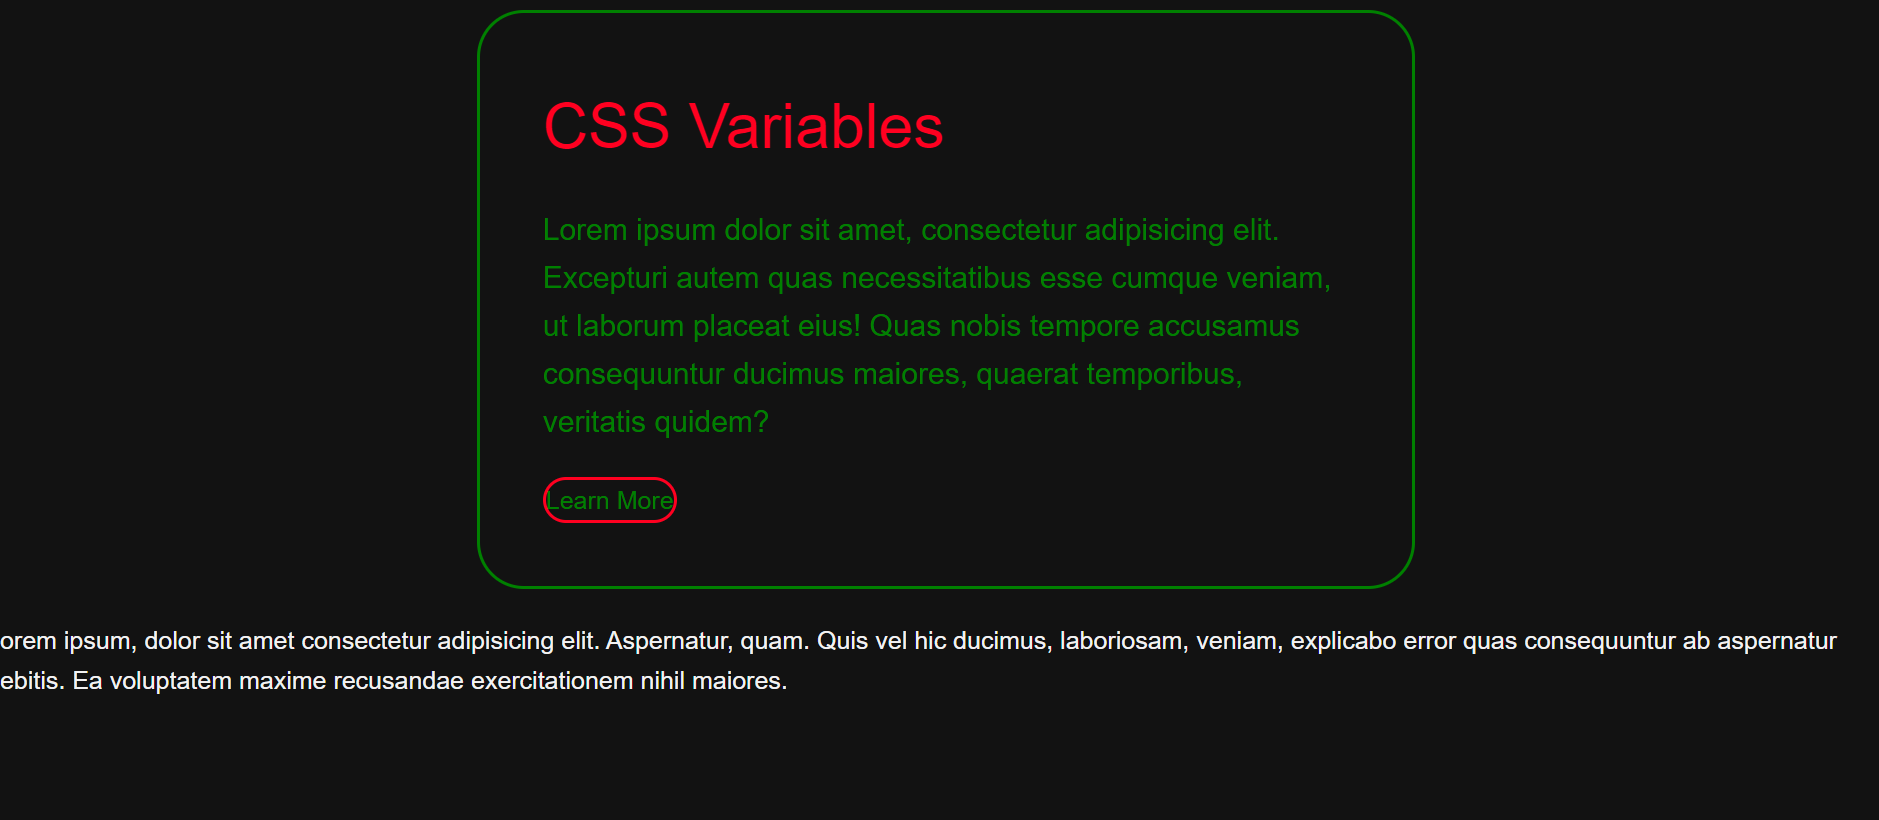 CSS Variables
Lorem ipsum dolor sit amet, consectetur adipisicing elit.
Excepturi autem quas necessitatibus esse cumque veniam,
ut laborum placeat eius! Quas nobis tempore accusamus
consequuntur ducimus maiores, quaerat temporibus,
veritatis quidem?
Learn More
orem ipsum, dolor sit amet consectetur adipisicing elit. Aspernatur, quam. Quis vel hic ducimus, laboriosam, veniam, explicabo error quas consequuntur ab aspernatur
ebitis. Ea voluptatem maxime recusandae exercitationem nihil maiores.